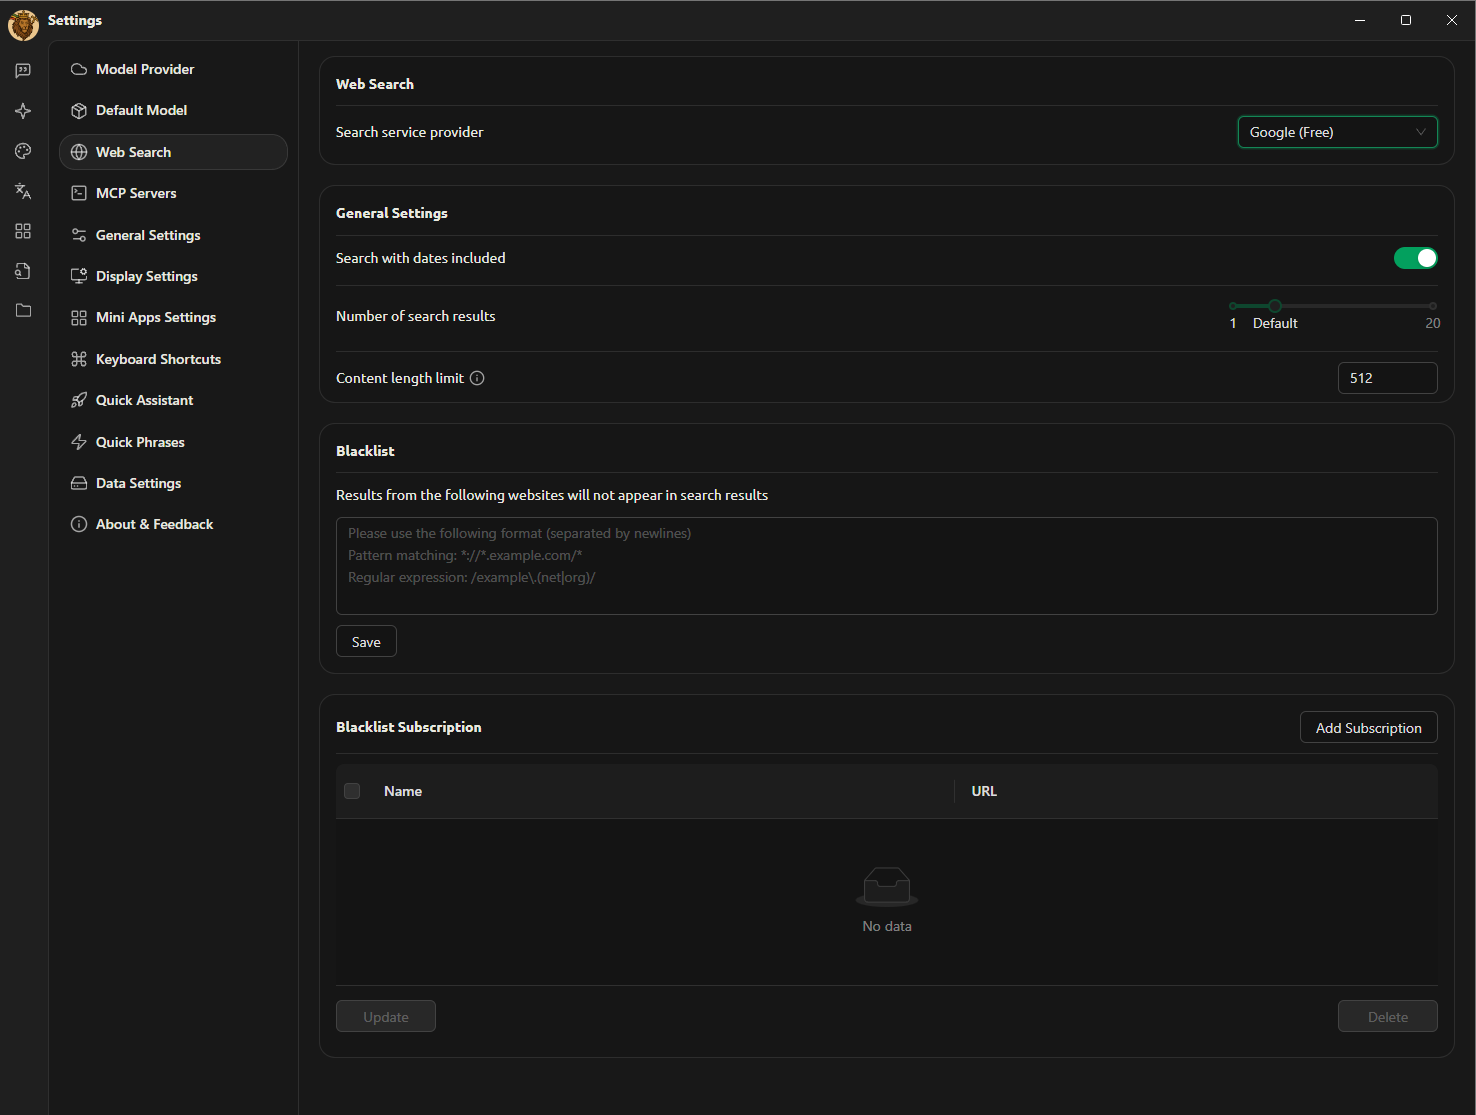 Settings
Model Provider
Default Model
Web Search
MCP Servers
General Settings
Display Settings
Mini Apps Settings
Keyboard Shortcuts
Quick Assistant
Quick Phrases
Data Settings
About & Feedback
Web Search
Search service provider
Google (Free)
General Settings
Search with dates included
Number of search results
1 Default 20
Content length limit
512
Blacklist
Results from the following websites will not appear in search results
Please use the following format (separated by newlines)
Pattern matching: *://*.example.com/*
Regular expression: /example\.(net|org)/
Save
Blacklist Subscription
Add Subscription
Name URL
No data
Update
Delete